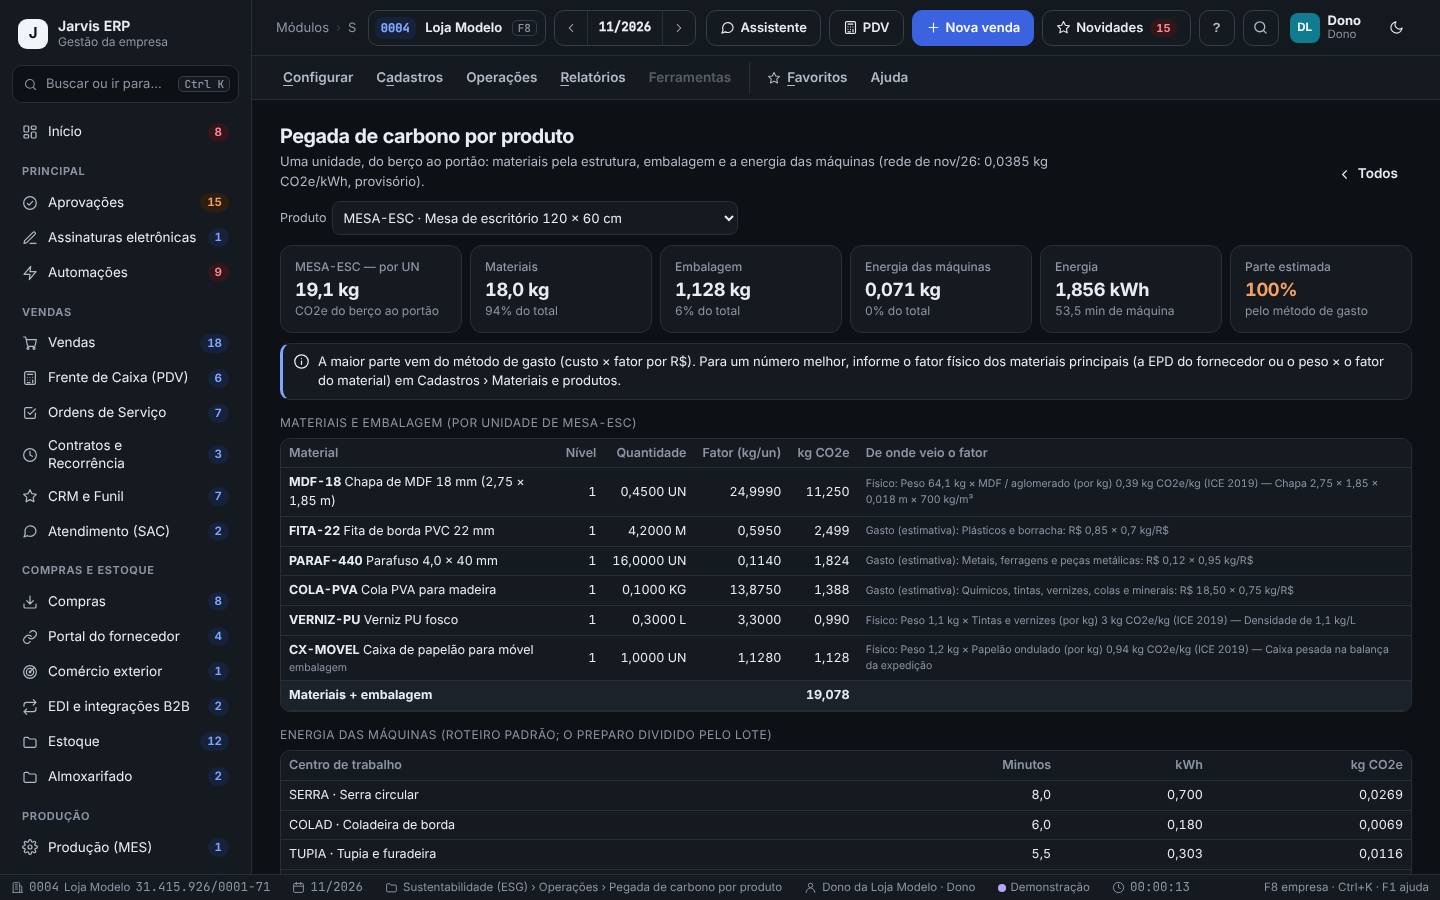 J
Jarvis ERP
Gestão da empresa
Buscar ou ir para... Ctrl K
Início 8
PRINCIPAL
Aprovações 15
Assinaturas eletrônicas 1
Automações 9
VENDAS
Vendas 18
Frente de Caixa (PDV) 6
Ordens de Serviço 7
Contratos e
Recorrência 3
CRM e Funil 7
Atendimento (SAC) 2
COMPRAS E ESTOQUE
Compras 8
Portal do fornecedor 4
Comércio exterior 1
EDI e integrações B2B 2
Estoque 12
Almoxarifado 2
PRODUÇÃO
Produção (MES) 1
Módulos › S 0004 Loja Modelo F8 ‹ 11/2026 › Assistente PDV + Nova venda Novidades 15 ? DL Dono
Dono
Configurar Cadastros Operações Relatórios Ferramentas Favoritos Ajuda
Pegada de carbono por produto
Uma unidade, do berço ao portão: materiais pela estrutura, embalagem e a energia das máquinas (rede de nov/26: 0,0385 kg
CO2e/kWh, provisório).
‹ Todos
Produto MESA-ESC · Mesa de escritório 120 × 60 cm
MESA-ESC — por UN
19,1 kg
CO2e do berço ao portão
Materiais
18,0 kg
94% do total
Embalagem
1,128 kg
6% do total
Energia das máquinas
0,071 kg
0% do total
Energia
1,856 kWh
53,5 min de máquina
Parte estimada
100%
pelo método de gasto
A maior parte vem do método de gasto (custo × fator por R$). Para um número melhor, informe o fator físico dos materiais principais (a EPD do fornecedor ou o peso × o fator
do material) em Cadastros › Materiais e produtos.
MATERIAIS E EMBALAGEM (POR UNIDADE DE MESA-ESC)
Material Nível Quantidade Fator (kg/un) kg CO2e De onde veio o fator
MDF-18 Chapa de MDF 18 mm (2,75 ×
1,85 m) 1 0,4500 UN 24,9990 11,250 Físico: Peso 64,1 kg × MDF / aglomerado (por kg) 0,39 kg CO2e/kg (ICE 2019) — Chapa 2,75 × 1,85 ×
0,018 m × 700 kg/m³
FITA-22 Fita de borda PVC 22 mm 1 4,2000 M 0,5950 2,499 Gasto (estimativa): Plásticos e borracha: R$ 0,85 × 0,7 kg/R$
PARAF-440 Parafuso 4,0 × 40 mm 1 16,0000 UN 0,1140 1,824 Gasto (estimativa): Metais, ferragens e peças metálicas: R$ 0,12 × 0,95 kg/R$
COLA-PVA Cola PVA para madeira 1 0,1000 KG 13,8750 1,388 Gasto (estimativa): Químicos, tintas, vernizes, colas e minerais: R$ 18,50 × 0,75 kg/R$
VERNIZ-PU Verniz PU fosco 1 0,3000 L 3,3000 0,990 Físico: Peso 1,1 kg × Tintas e vernizes (por kg) 3 kg CO2e/kg (ICE 2019) — Densidade de 1,1 kg/L
CX-MOVEL Caixa de papelão para móvel
embalagem 1 1,0000 UN 1,1280 1,128 Físico: Peso 1,2 kg × Papelão ondulado (por kg) 0,94 kg CO2e/kg (ICE 2019) — Caixa pesada na balança
da expedição
Materiais + embalagem 19,078
ENERGIA DAS MÁQUINAS (ROTEIRO PADRÃO; O PREPARO DIVIDIDO PELO LOTE)
Centro de trabalho Minutos kWh kg CO2e
SERRA · Serra circular 8,0 0,700 0,0269
COLAD · Coladeira de borda 6,0 0,180 0,0069
TUPIA · Tupia e furadeira 5,5 0,303 0,0116
0004 Loja Modelo 31.415.926/0001-71 11/2026 Sustentabilidade (ESG) › Operações › Pegada de carbono por produto Dono da Loja Modelo · Dono Demonstração 00:00:13 F8 empresa · Ctrl+K · F1 ajuda